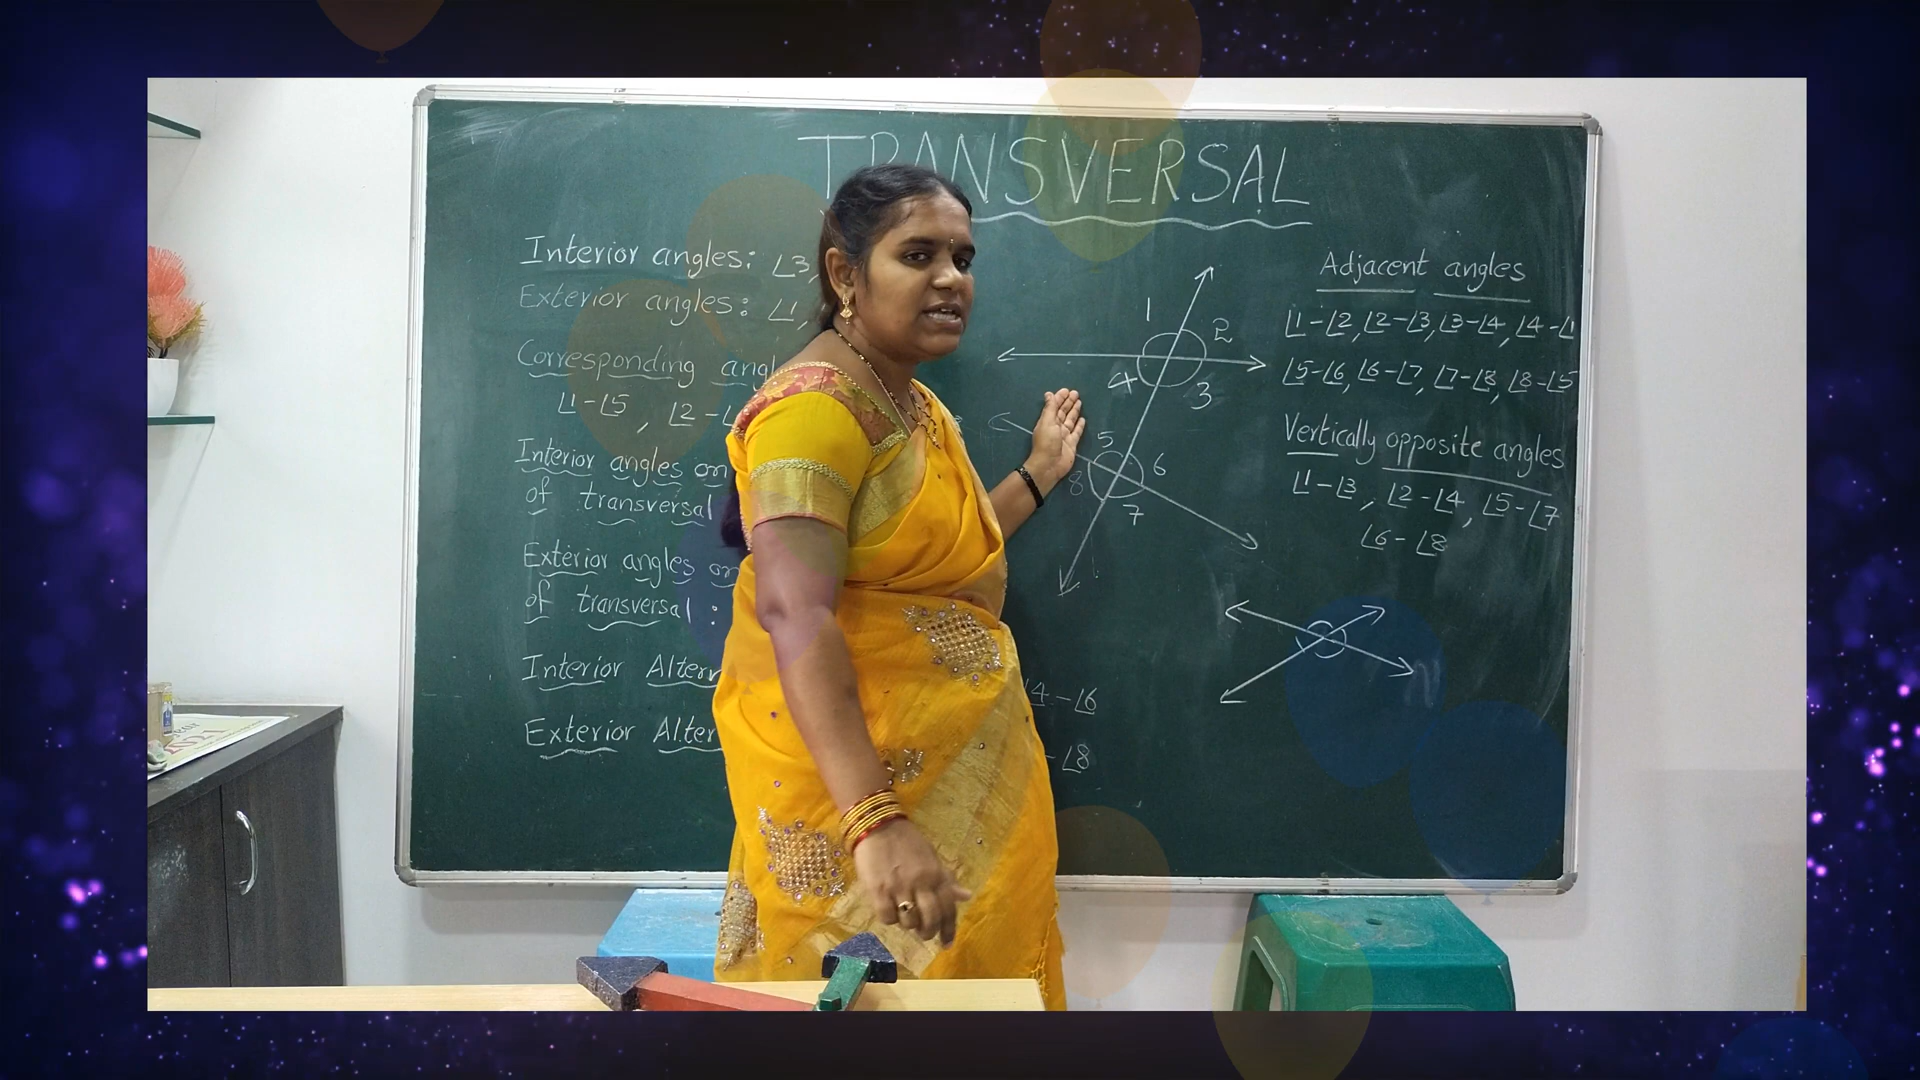 TRANSVERSAL
Interior angles: ∠3,
Exterior angles: ∠1,
Corresponding
∠1-∠5, ∠2-
Interior angles on
of transversal
Exterior angles on
of transversal:
Interior
∠4-∠6
Exterior
-∠8
1
2
4
3
5
6
8
7
Adjacent angles
∠1-∠2, ∠2-∠3, ∠3-∠4, ∠4-∠1
∠5-∠6, ∠6-∠7, ∠7-∠8, ∠8-∠5
Vertically opposite angles
∠1-∠3, ∠2-∠4, ∠5-∠7
∠6-∠8